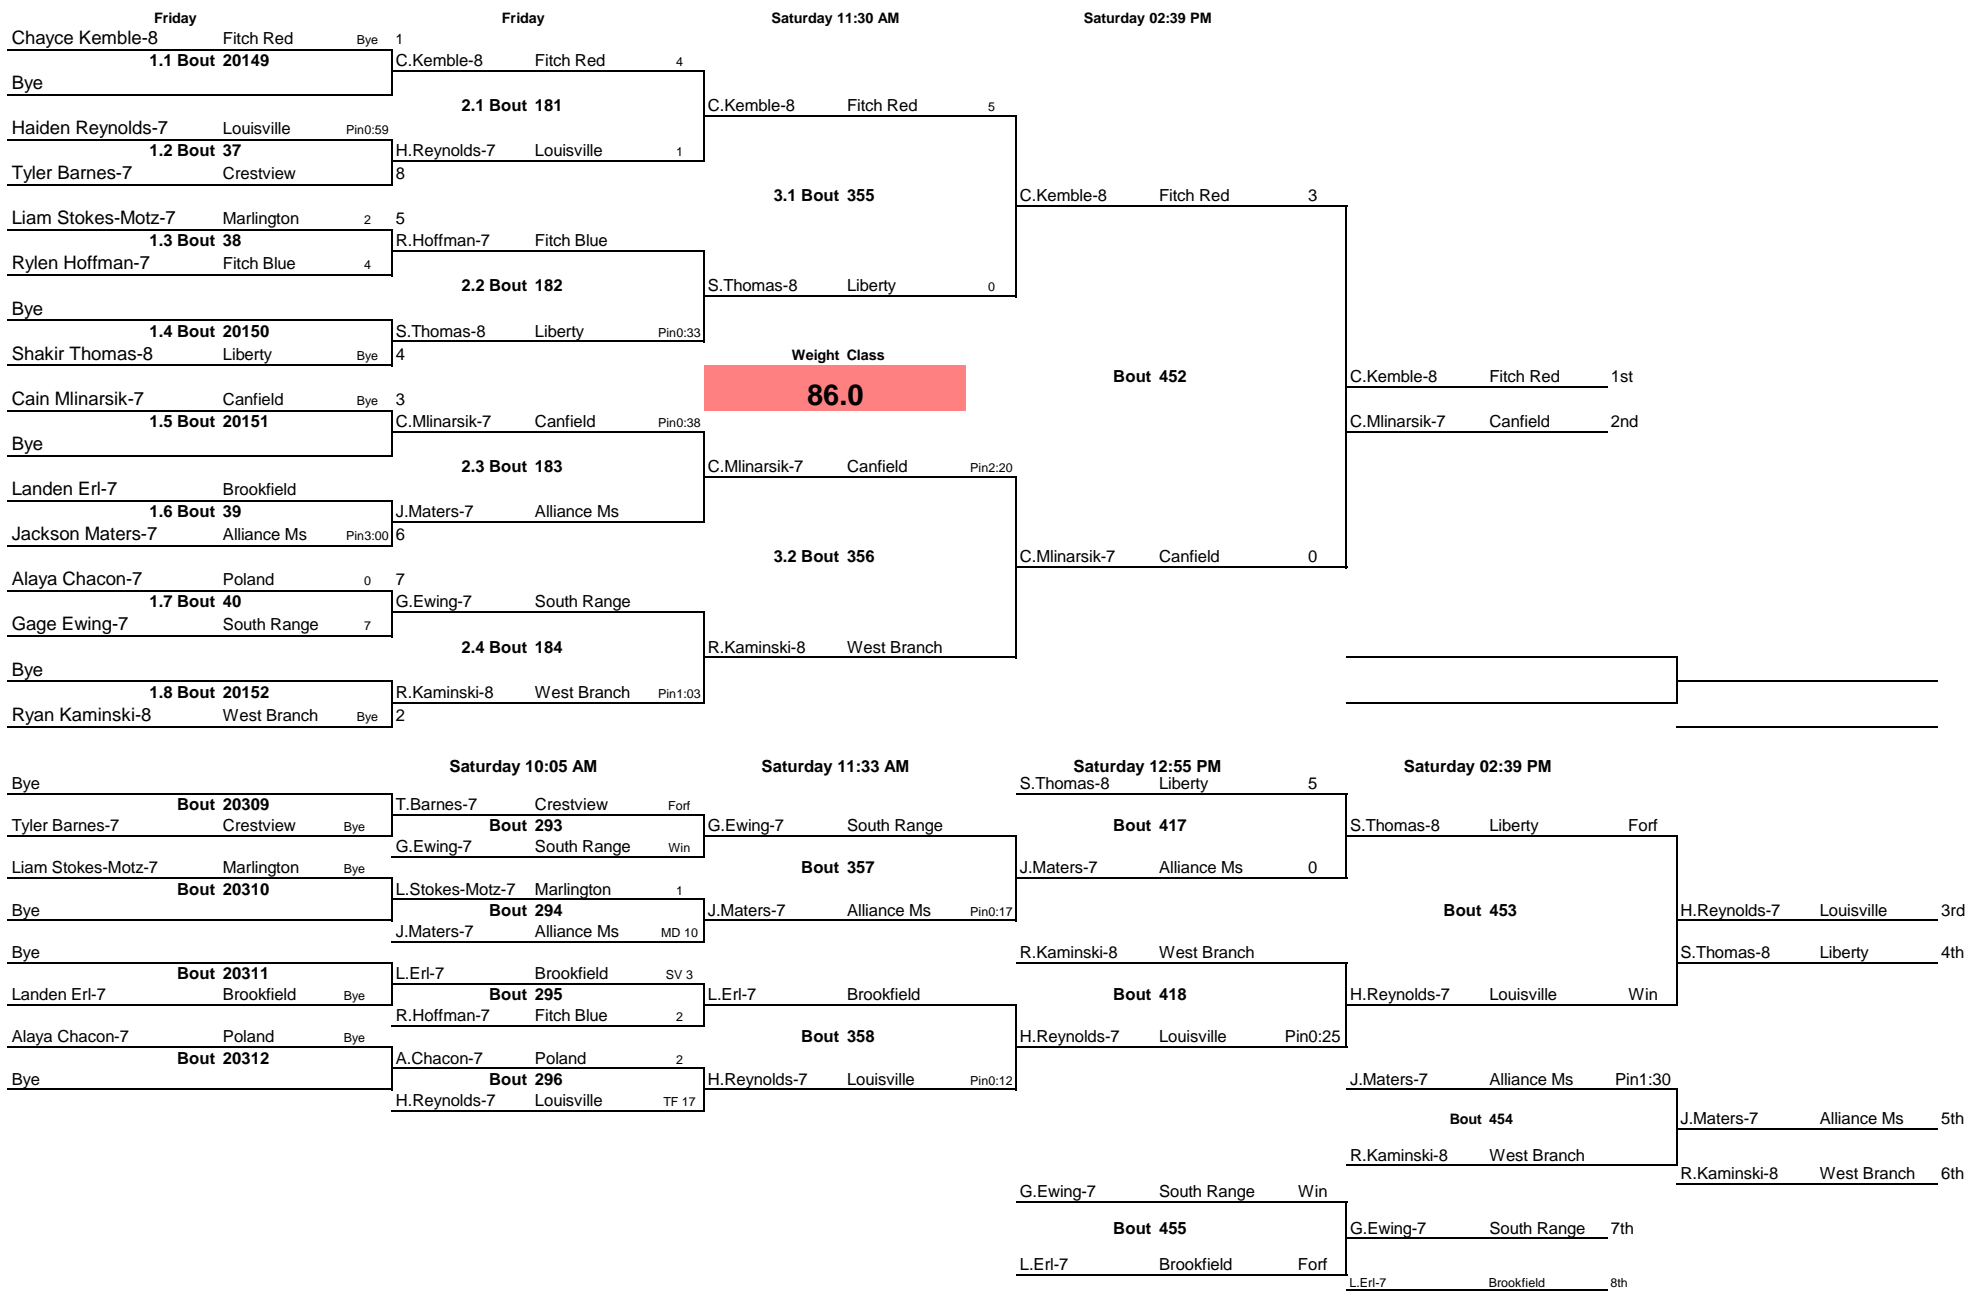 Friday Friday Saturday 11:30 AM Saturday 02:39 PM
Chayce Kemble-8 Fitch Red Bye 1
1.1 Bout 20149 C.Kemble-8 Fitch Red 4
Bye
2.1 Bout 181 C.Kemble-8 Fitch Red 5
Haiden Reynolds-7 Louisville Pin0:59
1.2 Bout 37 H.Reynolds-7 Louisville 1
Tyler Barnes-7 Crestview 8
3.1 Bout 355 C.Kemble-8 Fitch Red 3
Liam Stokes-Motz-7 Marlington 2 5
1.3 Bout 38 R.Hoffman-7 Fitch Blue
Rylen Hoffman-7 Fitch Blue 4
2.2 Bout 182 S.Thomas-8 Liberty 0
Bye
1.4 Bout 20150 S.Thomas-8 Liberty Pin0:33
Shakir Thomas-8 Liberty Bye 4 Weight Class
Bout 452 C.Kemble-8 Fitch Red 1st
Cain Mlinarsik-7 Canfield Bye 3 86.0
1.5 Bout 20151 C.Mlinarsik-7 Canfield Pin0:38 C.Mlinarsik-7 Canfield 2nd
Bye
2.3 Bout 183 C.Mlinarsik-7 Canfield Pin2:20
Landen Erl-7 Brookfield
1.6 Bout 39 J.Maters-7 Alliance Ms
Jackson Maters-7 Alliance Ms Pin3:00 6
3.2 Bout 356 C.Mlinarsik-7 Canfield 0
Alaya Chacon-7 Poland 0 7
1.7 Bout 40 G.Ewing-7 South Range
Gage Ewing-7 South Range 7
2.4 Bout 184 R.Kaminski-8 West Branch
Bye
1.8 Bout 20152 R.Kaminski-8 West Branch Pin1:03
Ryan Kaminski-8 West Branch Bye 2
Saturday 10:05 AM Saturday 11:33 AM Saturday 12:55 PM Saturday 02:39 PM
Bye S.Thomas-8 Liberty 5
Bout 20309 T.Barnes-7 Crestview Forf
Tyler Barnes-7 Crestview Bye Bout 293 G.Ewing-7 South Range Bout 417 S.Thomas-8 Liberty Forf
G.Ewing-7 South Range Win
Liam Stokes-Motz-7 Marlington Bye Bout 357 J.Maters-7 Alliance Ms 0
Bout 20310 L.Stokes-Motz-7 Marlington 1
Bye Bout 294 J.Maters-7 Alliance Ms Pin0:17 Bout 453 H.Reynolds-7 Louisville 3rd
J.Maters-7 Alliance Ms MD 10
Bye R.Kaminski-8 West Branch S.Thomas-8 Liberty 4th
Bout 20311 L.Erl-7 Brookfield SV 3
Landen Erl-7 Brookfield Bye Bout 295 L.Erl-7 Brookfield Bout 418 H.Reynolds-7 Louisville Win
R.Hoffman-7 Fitch Blue 2
Alaya Chacon-7 Poland Bye Bout 358 H.Reynolds-7 Louisville Pin0:25
Bout 20312 A.Chacon-7 Poland 2
Bye Bout 296 H.Reynolds-7 Louisville Pin0:12 J.Maters-7 Alliance Ms Pin1:30
H.Reynolds-7 Louisville TF 17
Bout 454 J.Maters-7 Alliance Ms 5th
R.Kaminski-8 West Branch
R.Kaminski-8 West Branch 6th
G.Ewing-7 South Range Win
Bout 455 G.Ewing-7 South Range 7th
L.Erl-7 Brookfield Forf
L.Erl-7 Brookfield 8th